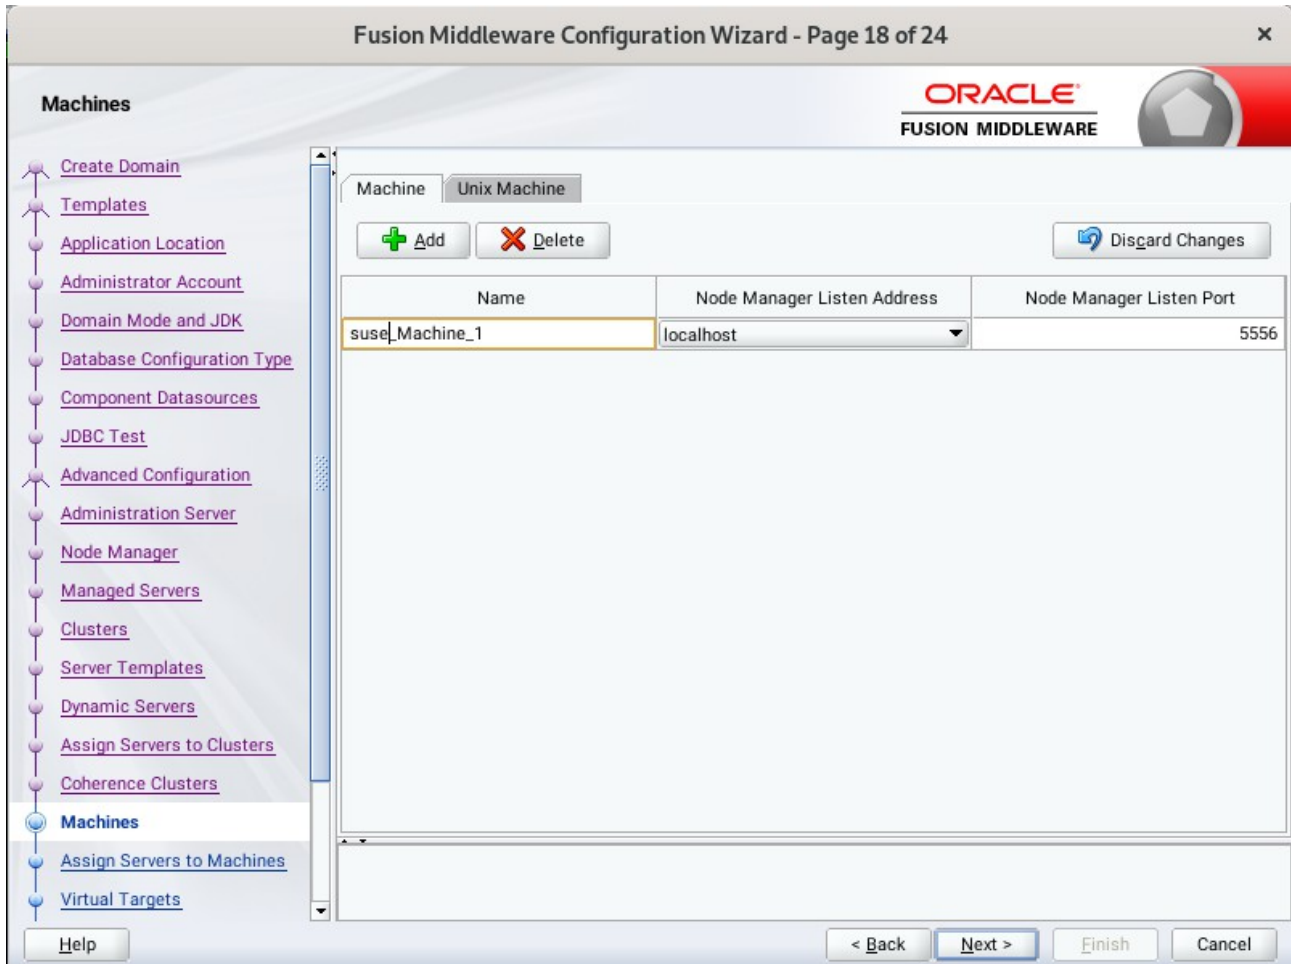 Fusion Middleware Configuration Wizard - Page 18 of 24
Machines
ORACLE
FUSION MIDDLEWARE
Create Domain
Templates
Application Location
Administrator Account
Domain Mode and JDK
Database Configuration Type
Component Datasources
JDBC Test
Advanced Configuration
Administration Server
Node Manager
Managed Servers
Clusters
Server Templates
Dynamic Servers
Assign Servers to Clusters
Coherence Clusters
Machines
Assign Servers to Machines
Virtual Targets
Machine Unix Machine
Add Delete Discard Changes
Name Node Manager Listen Address Node Manager Listen Port
suse_Machine_1 localhost 5556
Help < Back Next > Finish Cancel